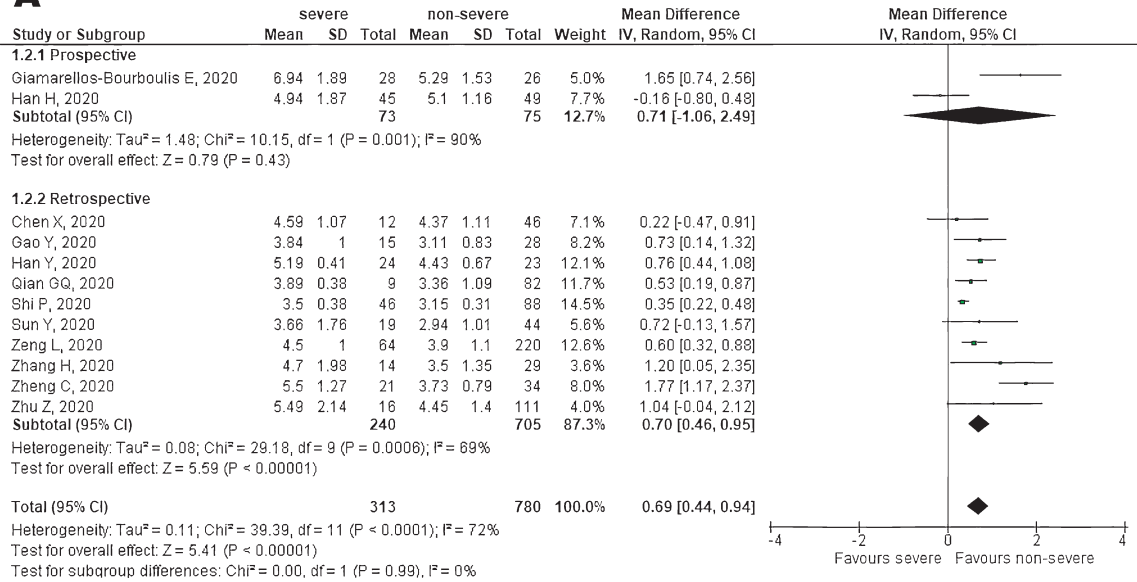 A
severe non-severe Mean Difference Mean Difference
Study or Subgroup Mean SD Total Mean SD Total Weight IV, Random, 95% CI IV, Random, 95% CI
1.2.1 Prospective
Giamarellos-Bourboulis E, 2020 6.94 1.89 28 5.29 1.53 26 5.0% 1.65 [0.74, 2.56]
Han H, 2020 4.94 1.87 45 5.1 1.16 49 7.7% -0.16 [-0.80, 0.48]
Subtotal (95% CI) 73 75 12.7% 0.71 [-1.06, 2.49]
Heterogeneity: Tau² = 1.48; Chi² = 10.15, df = 1 (P = 0.001); I² = 90%
Test for overall effect: Z = 0.79 (P = 0.43)
1.2.2 Retrospective
Chen X, 2020 4.59 1.07 12 4.37 1.11 46 7.1% 0.22 [-0.47, 0.91]
Gao Y, 2020 3.84 1 15 3.11 0.83 28 8.2% 0.73 [0.14, 1.32]
Han Y, 2020 5.19 0.41 24 4.43 0.67 23 12.1% 0.76 [0.44, 1.08]
Qian GQ, 2020 3.89 0.38 9 3.36 1.09 82 11.7% 0.53 [0.19, 0.87]
Shi P, 2020 3.5 0.38 46 3.15 0.31 88 14.5% 0.35 [0.22, 0.48]
Sun Y, 2020 3.66 1.76 19 2.94 1.01 44 5.6% 0.72 [-0.13, 1.57]
Zeng L, 2020 4.5 1 64 3.9 1.1 220 12.6% 0.60 [0.32, 0.88]
Zhang H, 2020 4.7 1.98 14 3.5 1.35 29 3.6% 1.20 [0.05, 2.35]
Zheng C, 2020 5.5 1.27 21 3.73 0.79 34 8.0% 1.77 [1.17, 2.37]
Zhu Z, 2020 5.49 2.14 16 4.45 1.4 111 4.0% 1.04 [-0.04, 2.12]
Subtotal (95% CI) 240 705 87.3% 0.70 [0.46, 0.95]
Heterogeneity: Tau² = 0.08; Chi² = 29.18, df = 9 (P = 0.0006); I² = 69%
Test for overall effect: Z = 5.59 (P < 0.00001)
Total (95% CI) 313 780 100.0% 0.69 [0.44, 0.94]
Heterogeneity: Tau² = 0.11; Chi² = 39.39, df = 11 (P < 0.0001); I² = 72%
Test for overall effect: Z = 5.41 (P < 0.00001)
Test for subgroup differences: Chi² = 0.00, df = 1 (P = 0.99), I² = 0%
-4 -2 0 2 4
Favours severe Favours non-severe